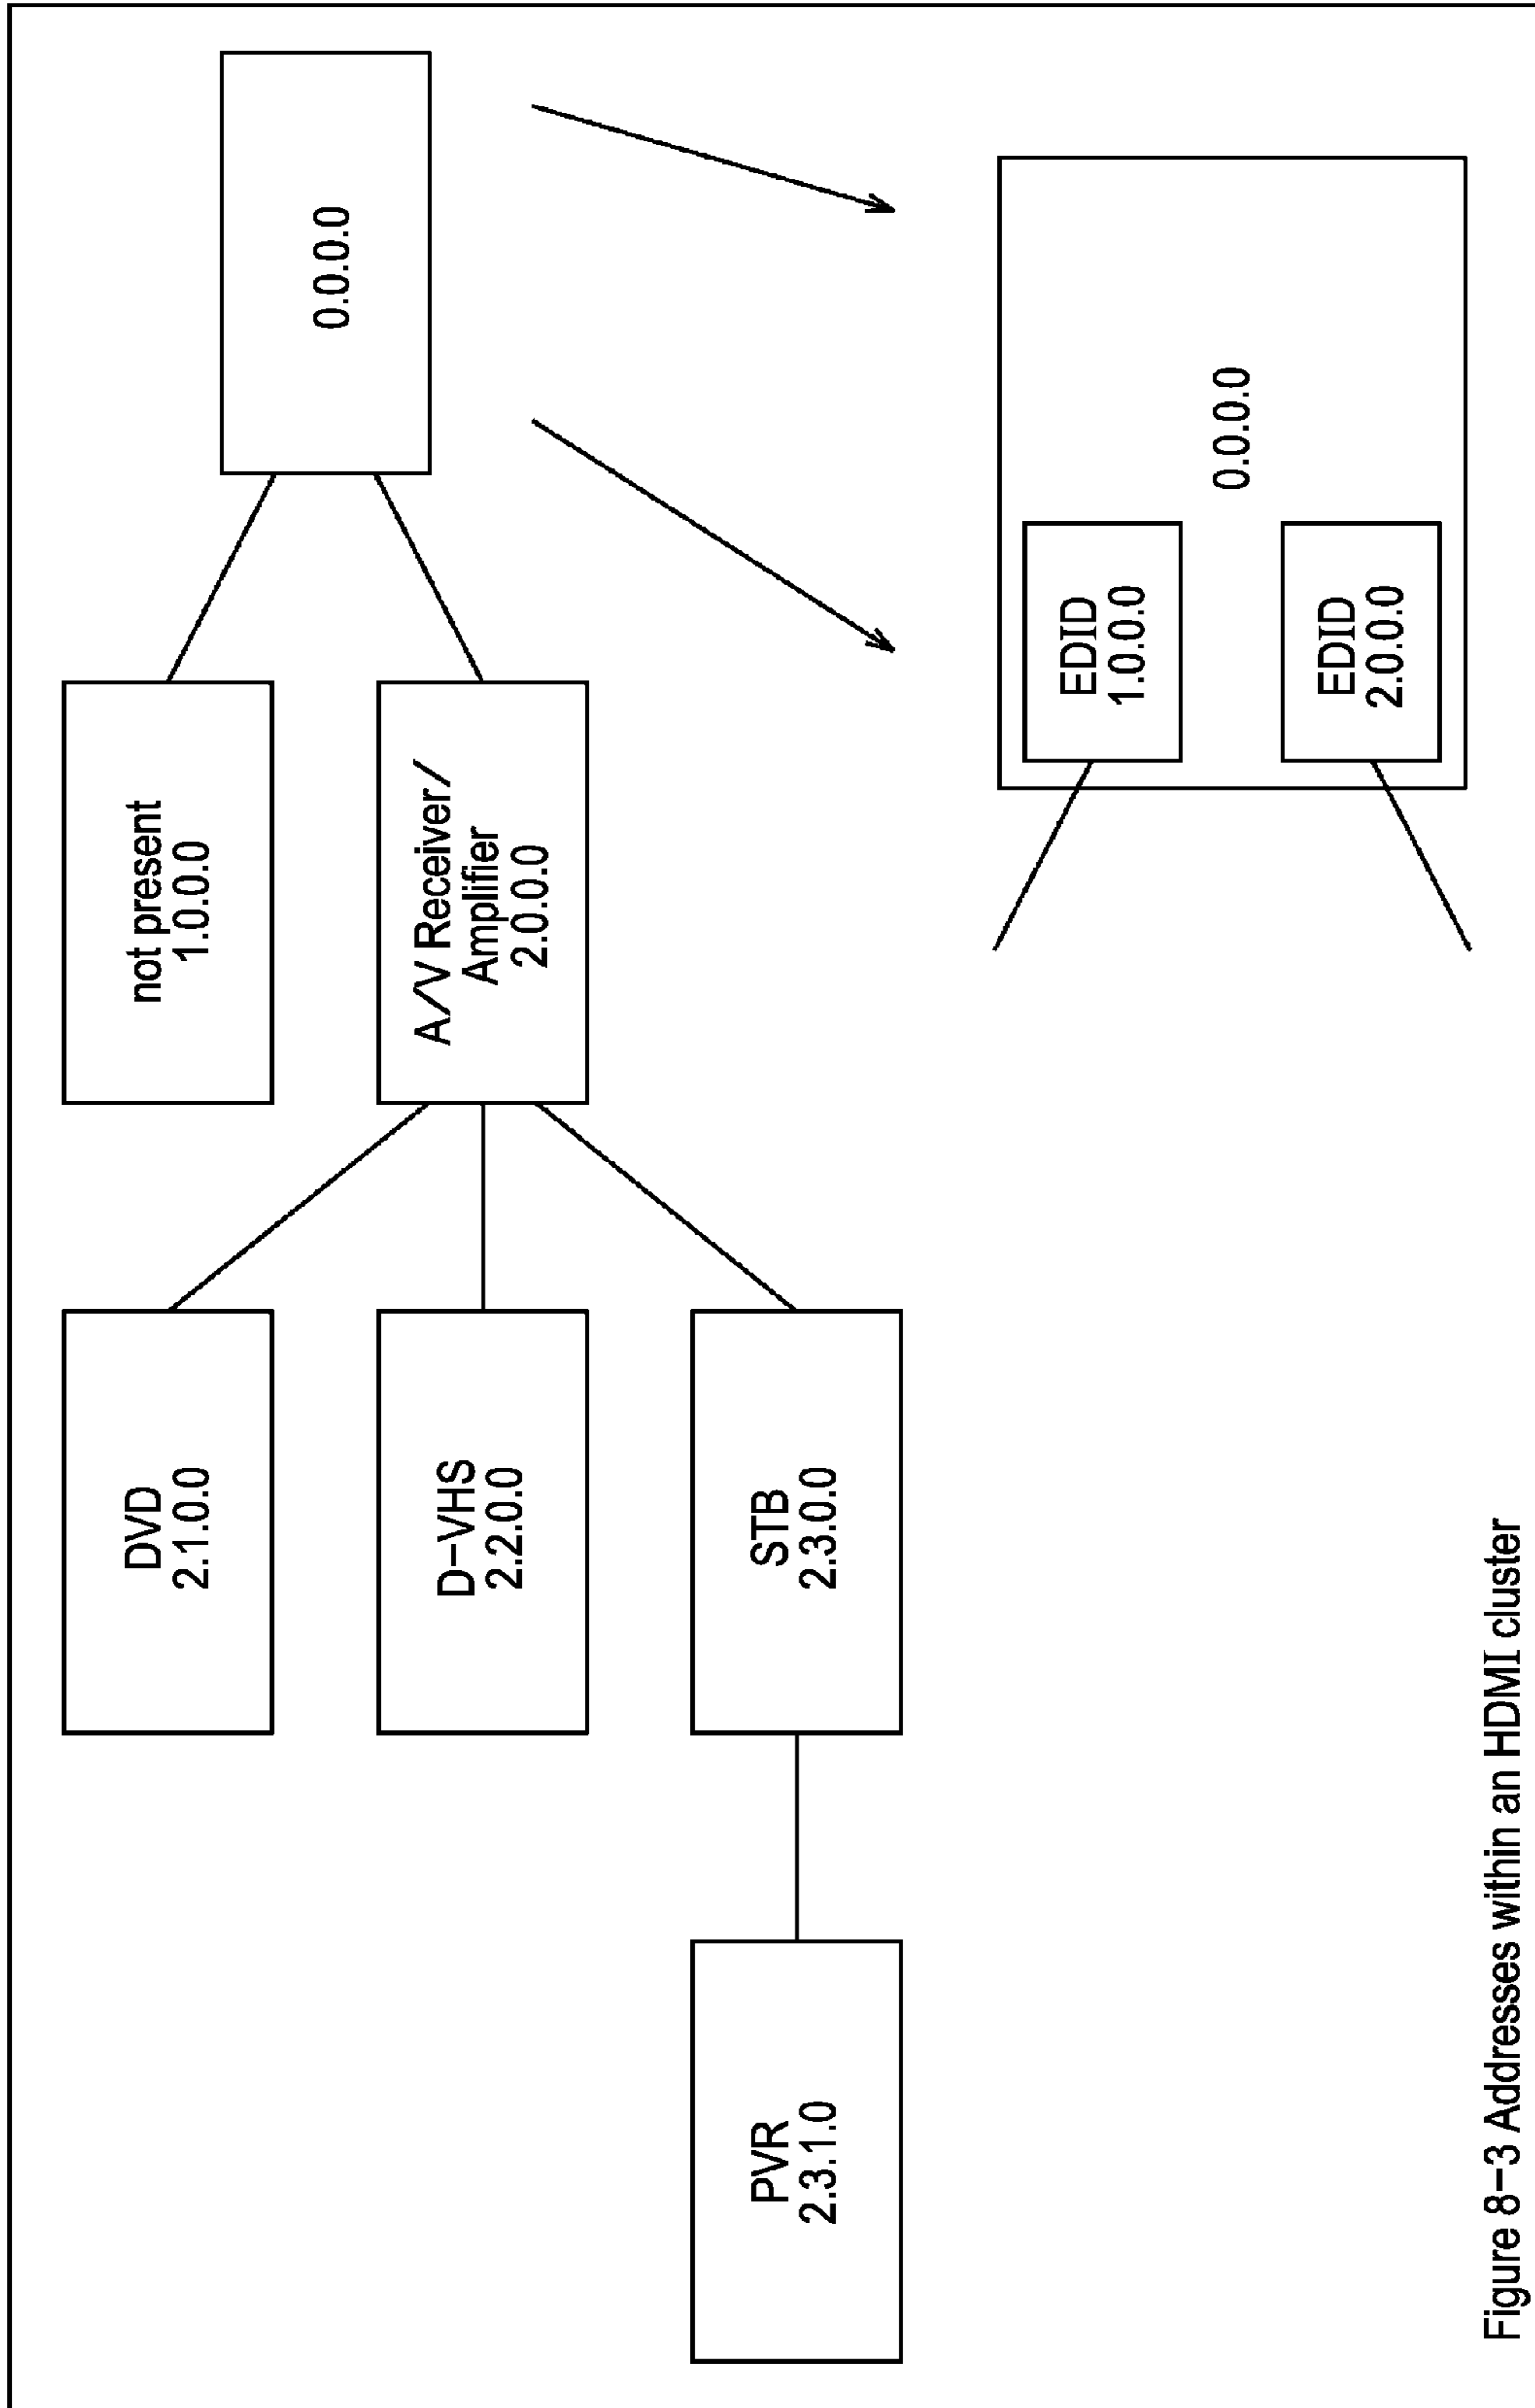 PVR
2.3.1.0
DVD
2.1.0.0
D-VHS
2.2.0.0
STB
2.3.0.0
not present
1.0.0.0
A/V Receiver/
Amplifier
2.0.0.0
0.0.0.0
EDID
1.0.0.0
EDID
2.0.0.0
0.0.0.0
Figure 8-3 Addresses within an HDMI cluster